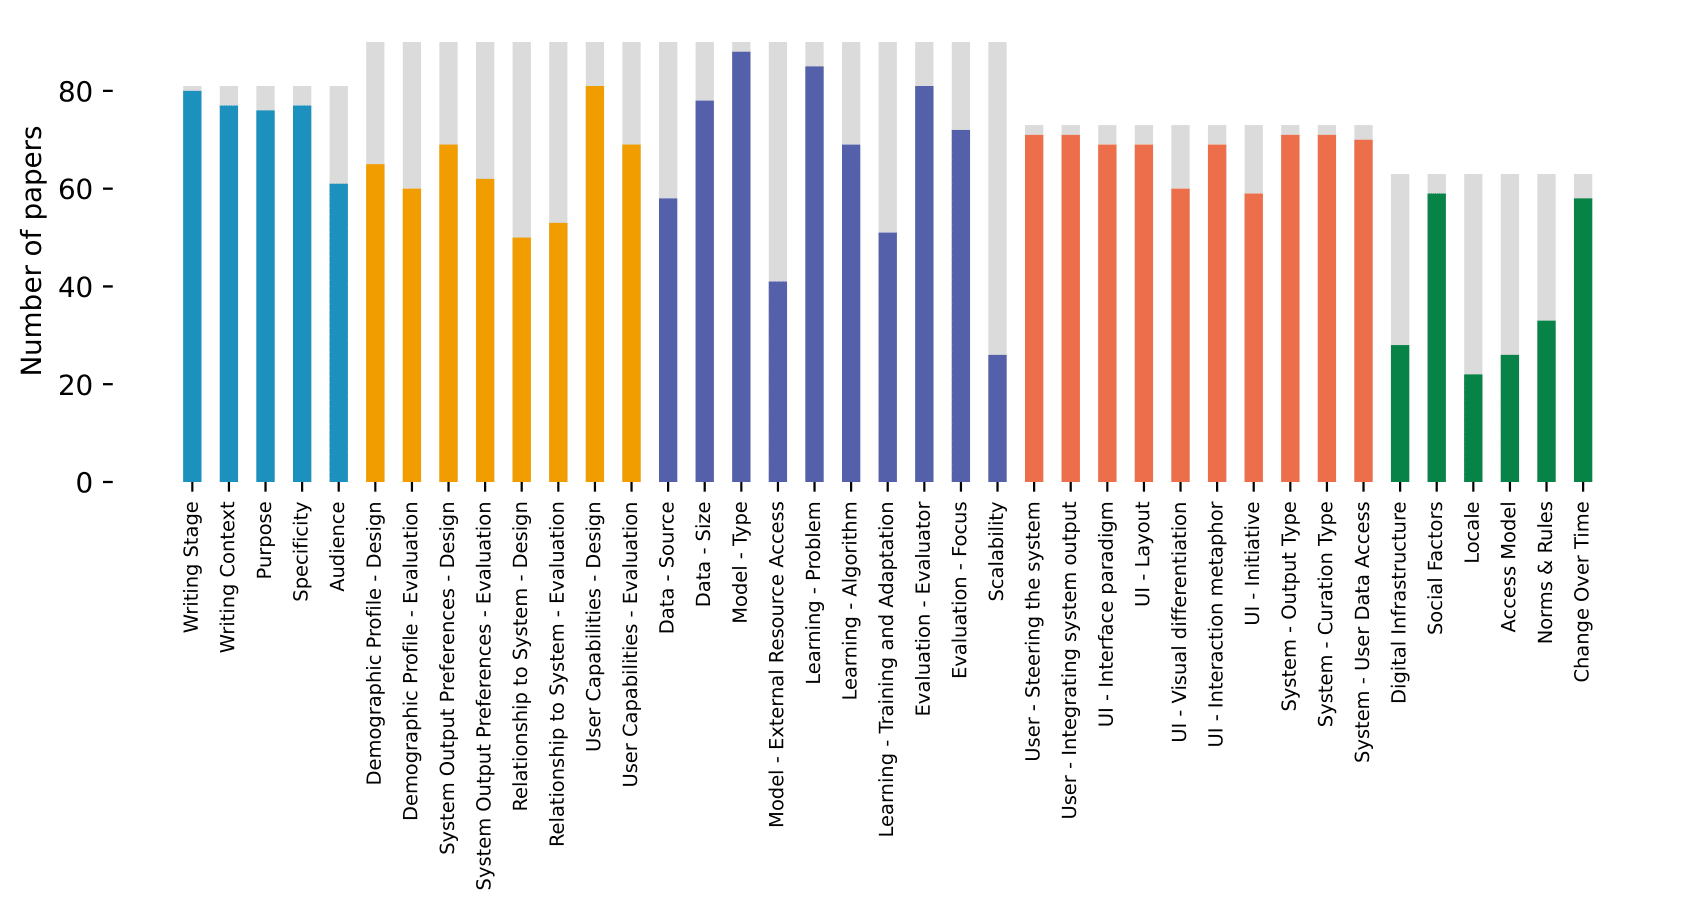 Number of papers
80
60
40
20
0
Writing Stage
Writing Context
Purpose
Specificity
Audience
Demographic Profile - Design
Demographic Profile - Evaluation
System Output Preferences - Design
System Output Preferences - Evaluation
Relationship to System - Design
Relationship to System - Evaluation
User Capabilities - Design
User Capabilities - Evaluation
Data - Source
Data - Size
Model - Type
Model - External Resource Access
Learning - Problem
Learning - Algorithm
Learning - Training and Adaptation
Evaluation - Evaluator
Evaluation - Focus
Scalability
User - Steering the system
User - Integrating system output
UI - Interface paradigm
UI - Layout
UI - Visual differentiation
UI - Interaction metaphor
UI - Initiative
System - Output Type
System - Curation Type
System - User Data Access
Digital Infrastructure
Social Factors
Locale
Access Model
Norms & Rules
Change Over Time